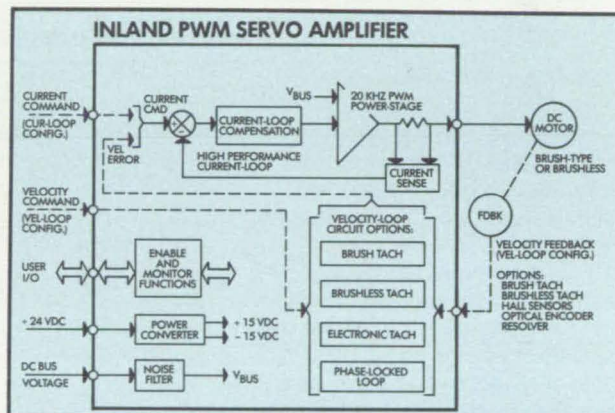 INLAND PWM SERVO AMPLIFIER
CURRENT
COMMAND
(CUR-LOOP
CONFIG.)
CURRENT
CMD
VEL
ERROR
CURRENT-LOOP
COMPENSATION
HIGH PERFORMANCE
CURRENT-LOOP
VBUS
20 KHZ PWM
POWER-STAGE
CURRENT
SENSE
DC
MOTOR
BRUSH-TYPE
OR BRUSHLESS
FDBK
VELOCITY FEEDBACK
(VEL-LOOP CONFIG.)
OPTIONS:
BRUSH TACH
BRUSHLESS TACH
HALL SENSORS
OPTICAL ENCODER
RESOLVER
VELOCITY
COMMAND
(VEL-LOOP
CONFIG.)
VELOCITY-LOOP
CIRCUIT OPTIONS:
BRUSH TACH
BRUSHLESS TACH
ELECTRONIC TACH
PHASE-LOCKED
LOOP
USER
I/O
ENABLE
AND
MONITOR
FUNCTIONS
+ 24 VDC
POWER
CONVERTER
+ 15 VDC
– 15 VDC
DC BUS
VOLTAGE
NOISE
FILTER
VBUS